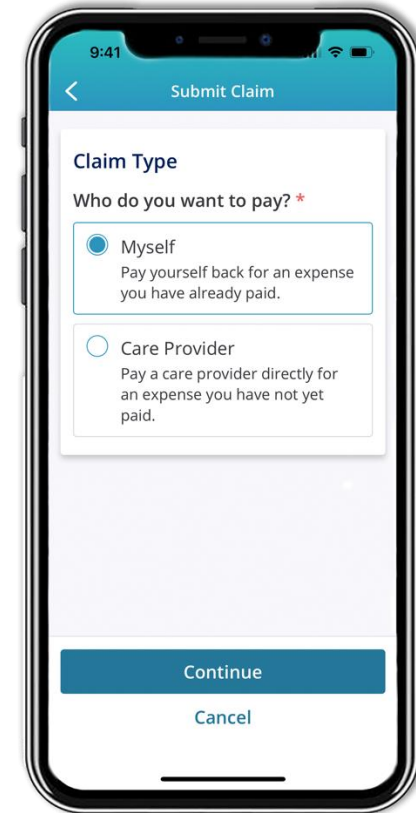 9:41
Submit Claim
Claim Type
Who do you want to pay? *
Myself
Pay yourself back for an expense
you have already paid.
Care Provider
Pay a care provider directly for
an expense you have not yet
paid.
Continue
Cancel